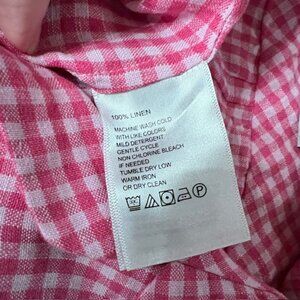 100% LINEN
MACHINE WASH COLD
WITH LIKE COLORS
MILD DETERGENT
GENTLE CYCLE
NON CHLORINE BLEACH
IF NEEDED
TUMBLE DRY LOW
WARM IRON
OR DRY CLEAN
P